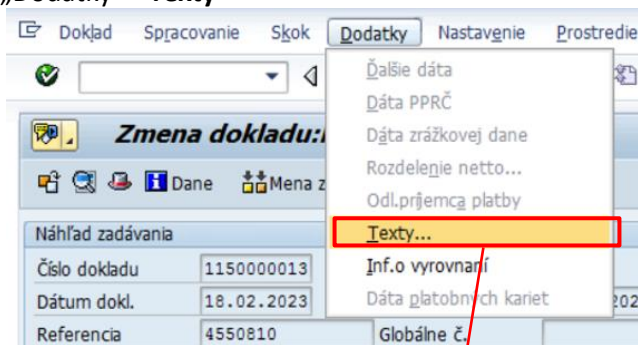 „Dodatky – Texty
Doklad Spracovanie Skok Dodatky Nastavenie Prostredie
Ďalšie dáta
Dáta PPRČ
Zmena dokladu:
Dáta zrážkovej dane
Rozdelenie netto...
Dane Mena z
Odl.príjemca platby
Náhľad zadávania
Texty...
Číslo dokladu 1150000013
Inf.o vyrovnaní
Dátum dokl. 18.02.2023
Dáta platobných kariet
202
Referencia 4550810 Globálne č.